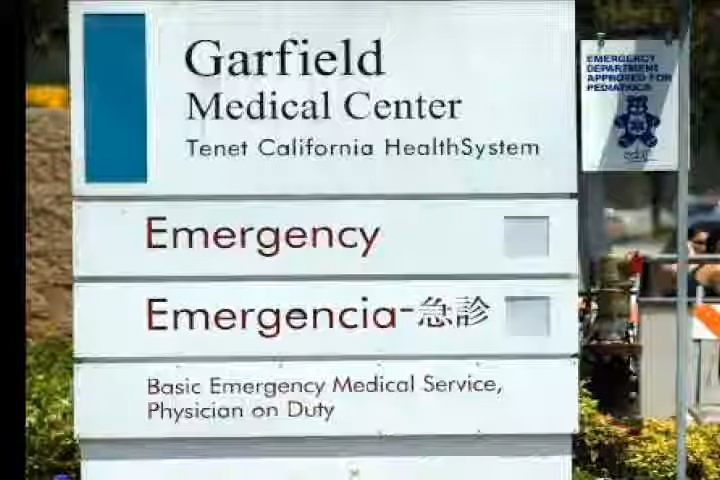 Garfield
Medical Center
Tenet California HealthSystem
Emergency
Emergencia-急診
Basic Emergency Medical Service,
Physician on Duty
EMERGENCY
DEPARTMENT
APPROVED FOR
PEDIATRICS